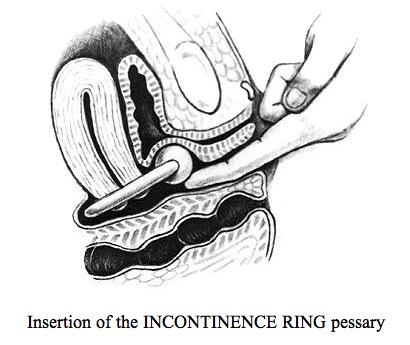 Insertion of the INCONTINENCE RING pessary